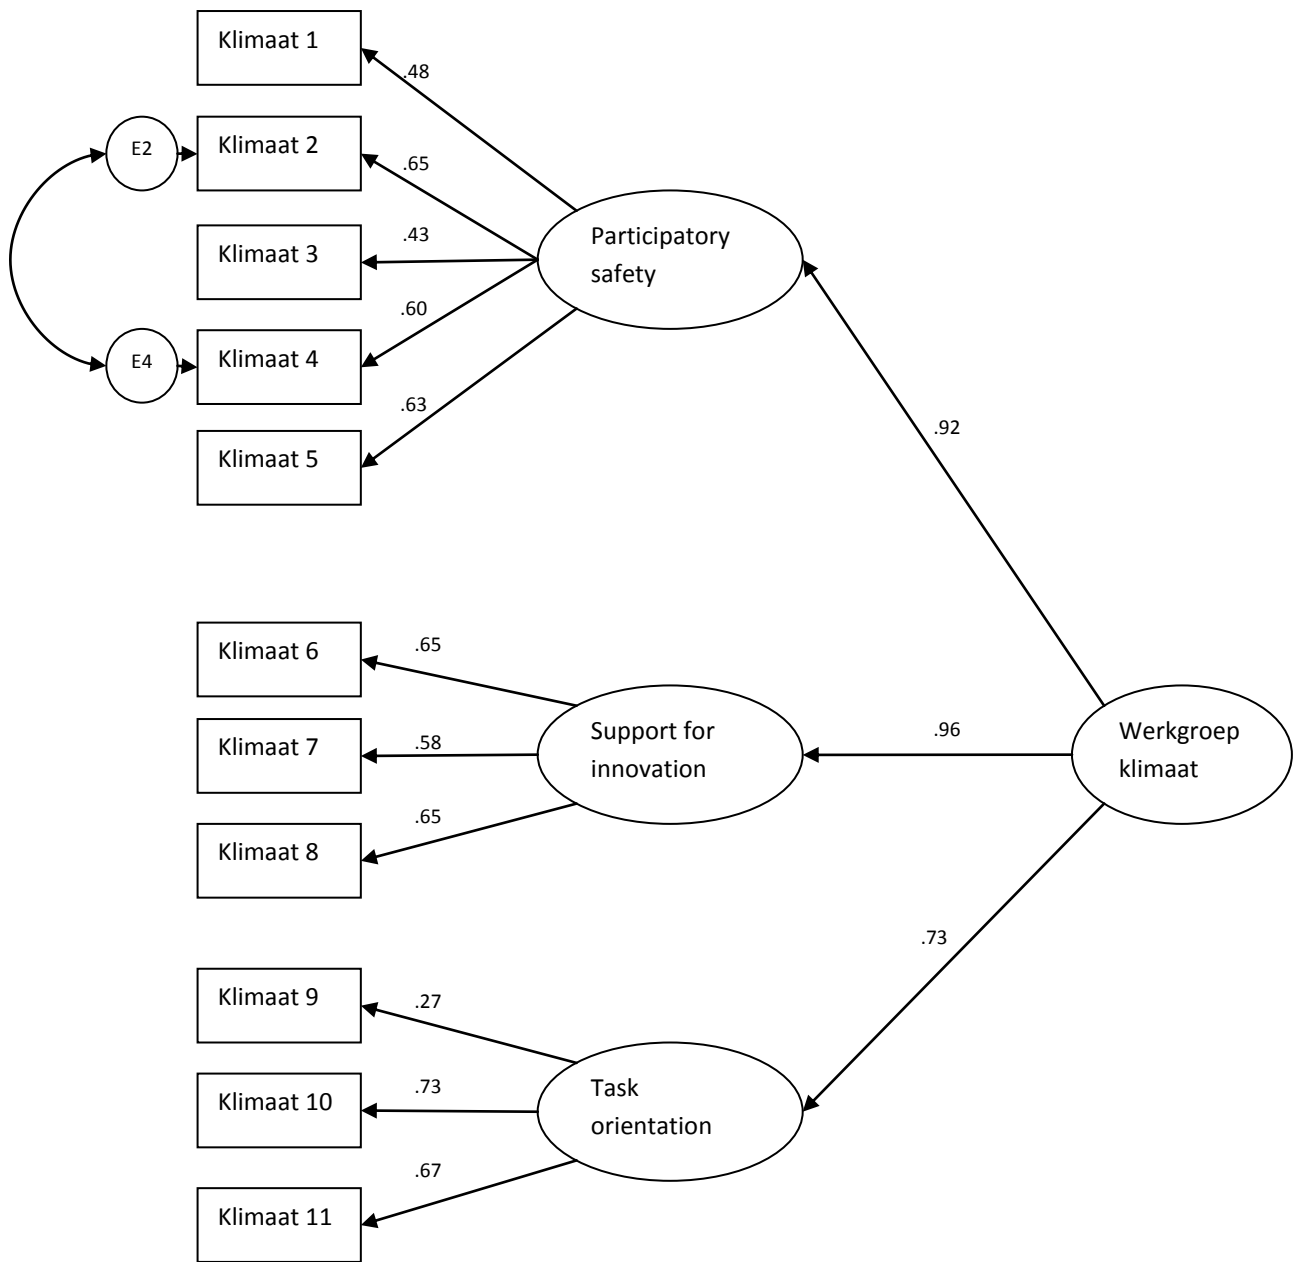 Klimaat 1
.48
E2
Klimaat 2
.65
Klimaat 3
.43
Participatory
safety
.60
E4
Klimaat 4
.63
Klimaat 5
.92
Klimaat 6
.65
Klimaat 7
.58
Support for
innovation
.96
Werkgroep
klimaat
.65
Klimaat 8
.73
Klimaat 9
.27
Klimaat 10
.73
Task
orientation
.67
Klimaat 11